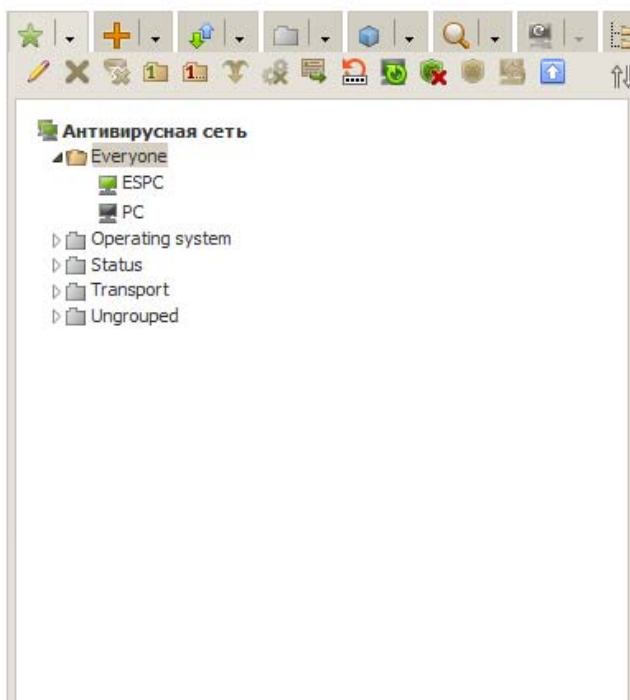 Антивирусная сеть
Everyone
ESPC
PC
Operating system
Status
Transport
Ungrouped